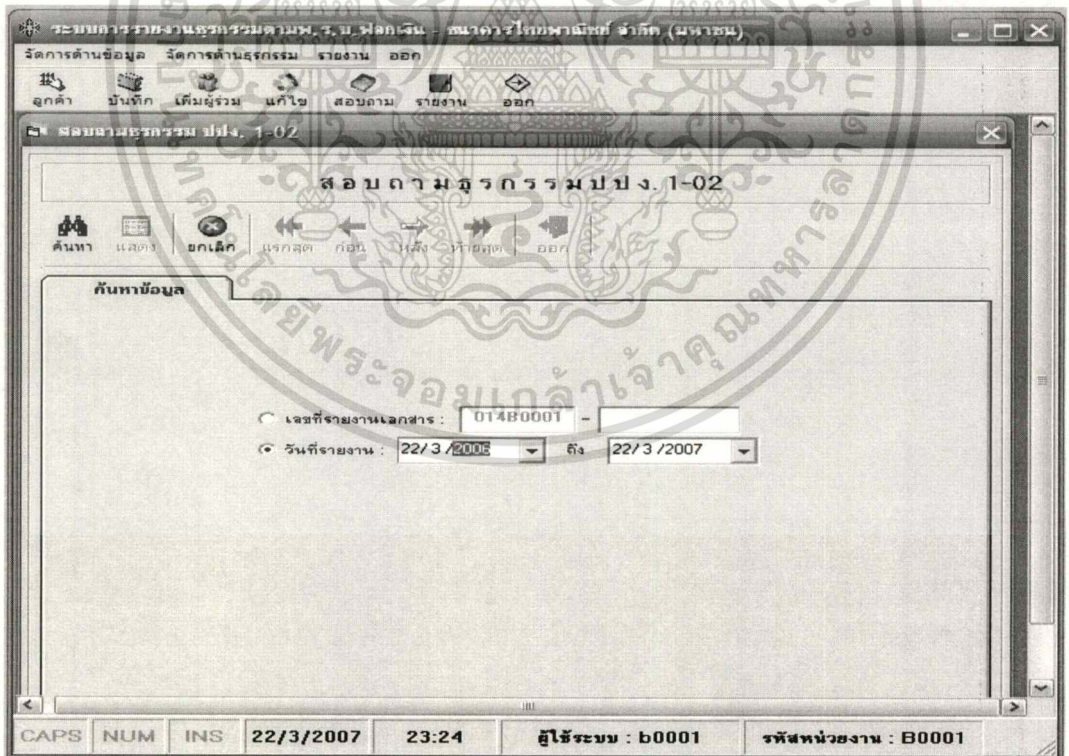 ระบบการรายงานธุรกรรมตามพ.ร.บ.ฟอกเงิน - ธนาคารไทยพาณิชย์ จำกัด (มหาชน)
จัดการด้านข้อมูล จัดการด้านธุรกรรม รายงาน ออก
ลูกค้า บันทึก เพิ่มผู้ร่วม แก้ไข สอบถาม รายงาน ออก
สอบถามธุรกรรม ปปง. 1-02
สอบถามธุรกรรมปปง. 1-02
ค้นหา แสดง ยกเลิก แรกสุด ก่อน หลัง ท้ายสุด ออก
ค้นหาข้อมูล
เลขที่รายงานเอกสาร : 014B0001 -
วันที่รายงาน : 22/ 3 /2006 ถึง 22/ 3 /2007
CAPS NUM INS 22/3/2007 23:24 ผู้ใช้ระบบ : b0001 รหัสหน่วยงาน : B0001